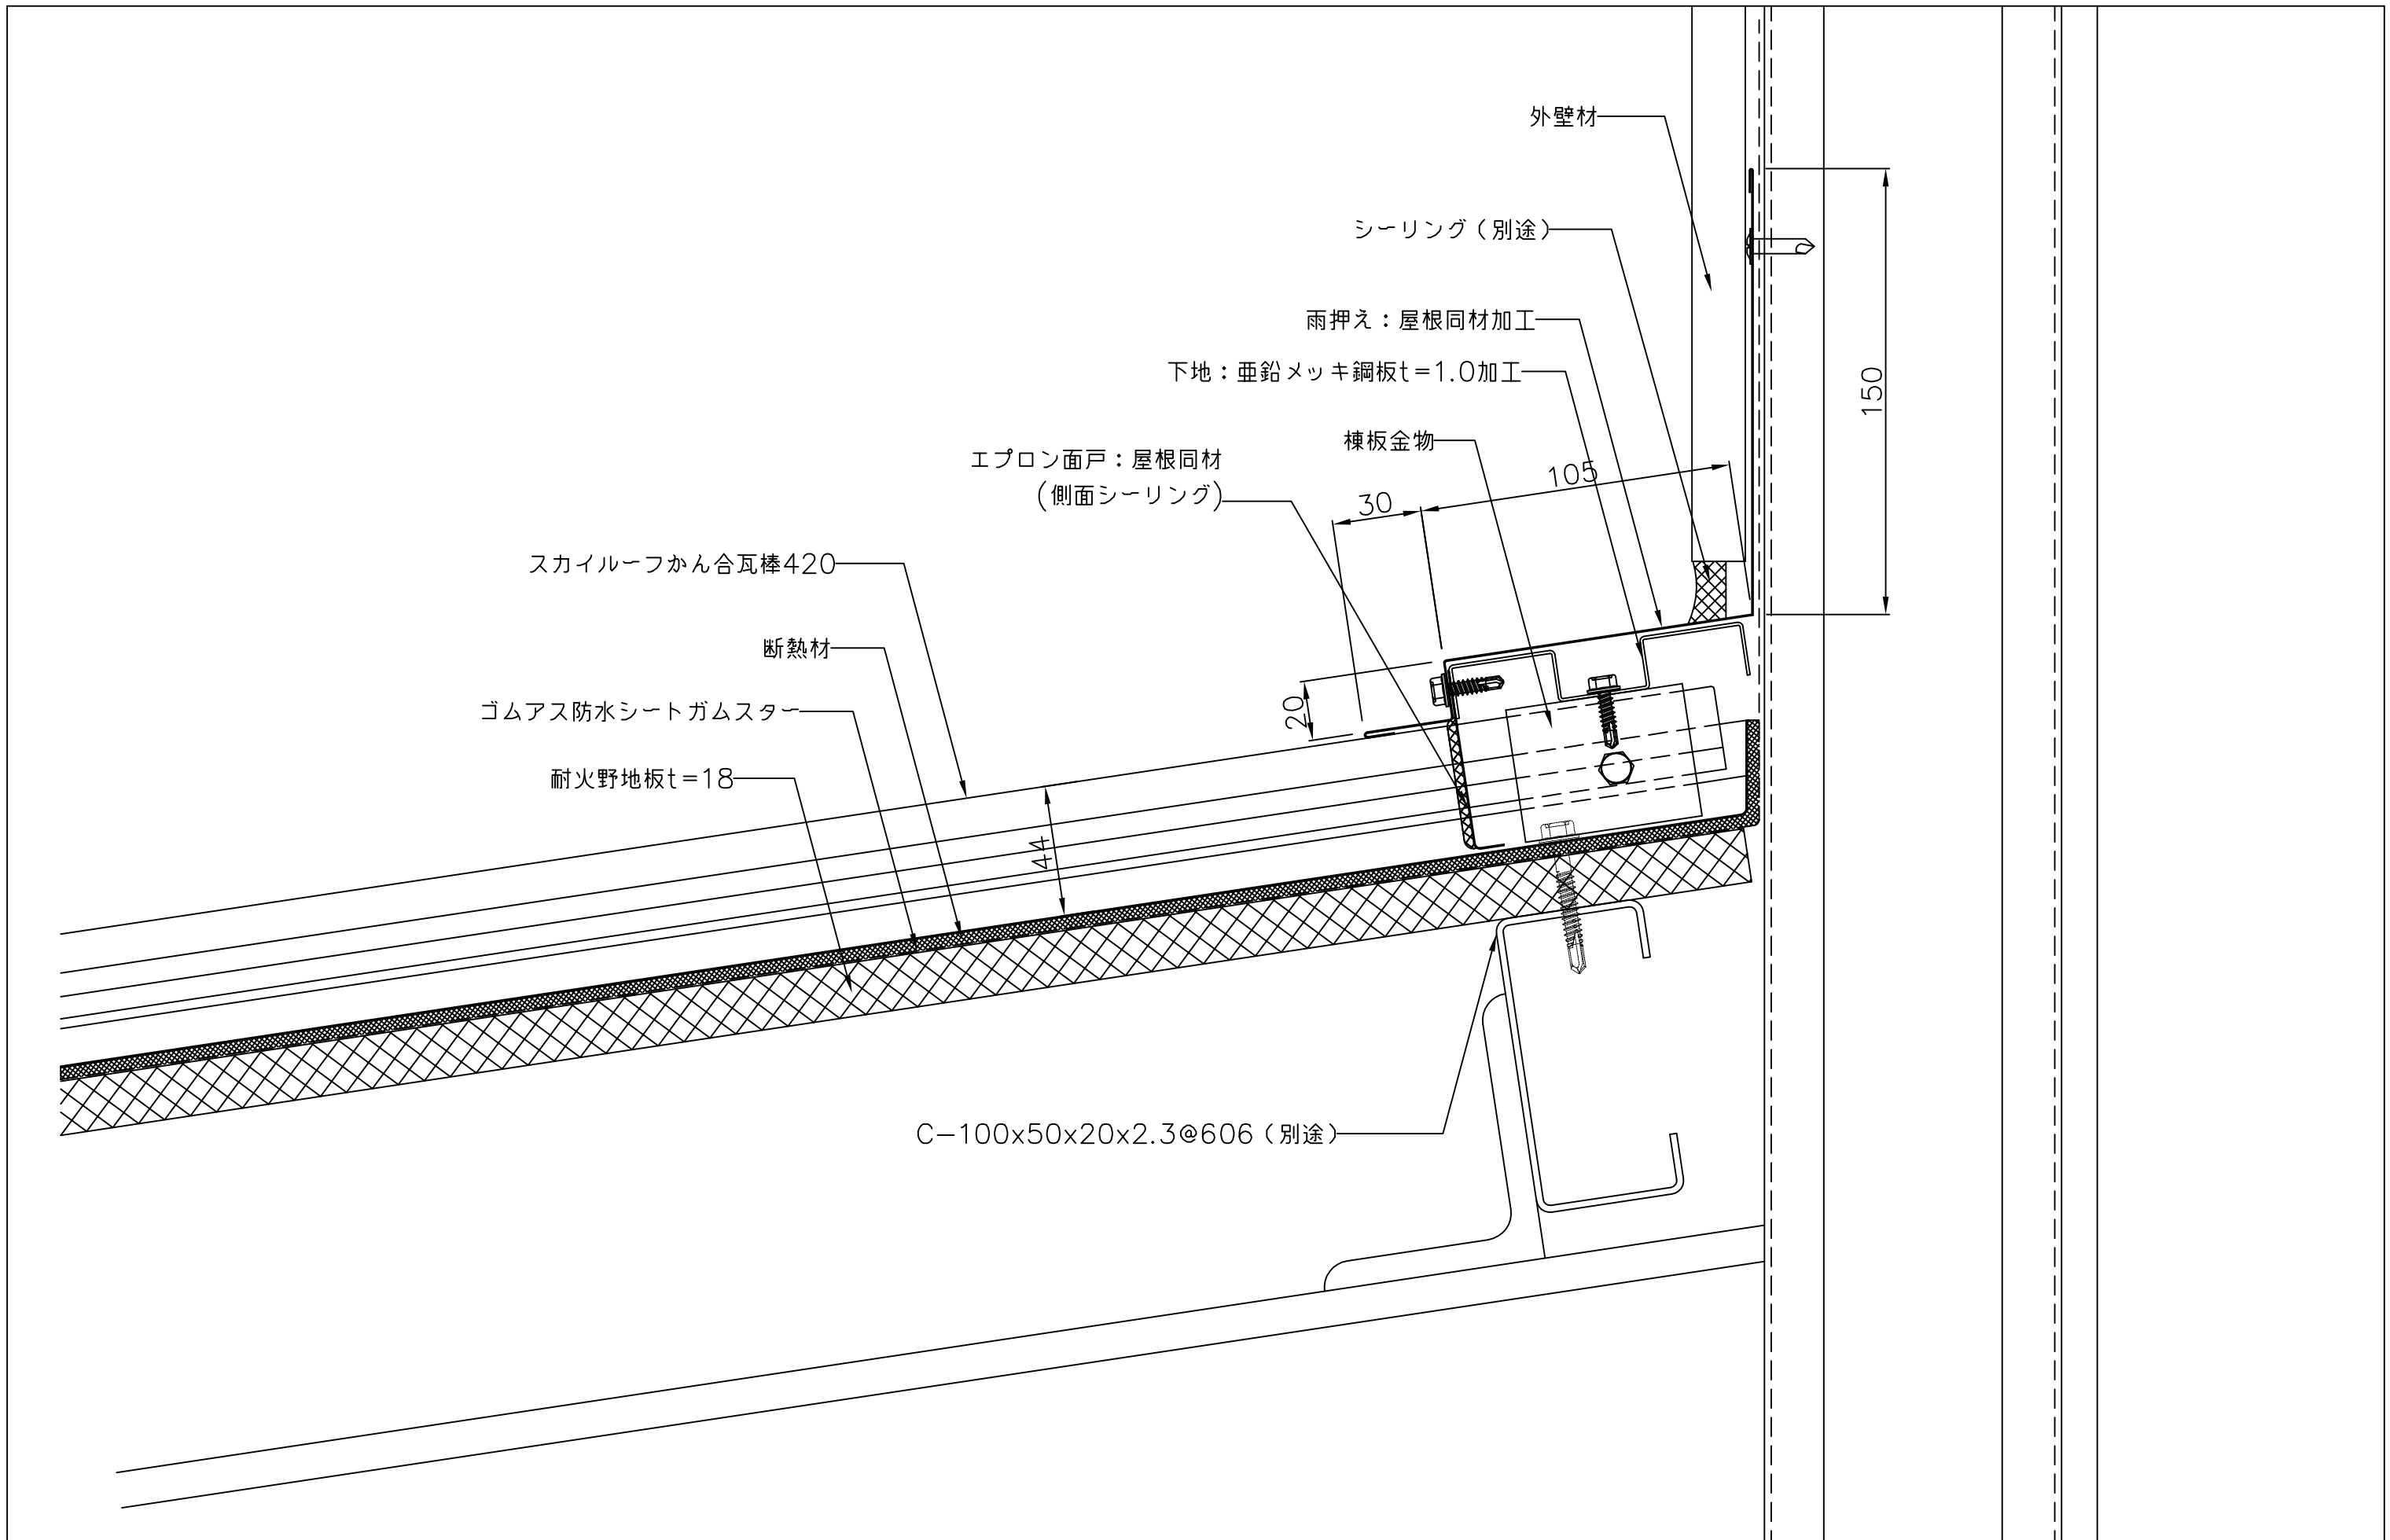 外壁材
シーリング（別途）
雨押え：屋根同材加工
下地：亜鉛メッキ鋼板t=1.0加工
150
棟板金物
エプロン面戸：屋根同材
(側面シーリング)
105
30
スカイルーフかん合瓦棒420
断熱材
ゴムアス防水シートガムスター
20
耐火野地板t=18
44
C-100x50x20x2.3@606（別途）